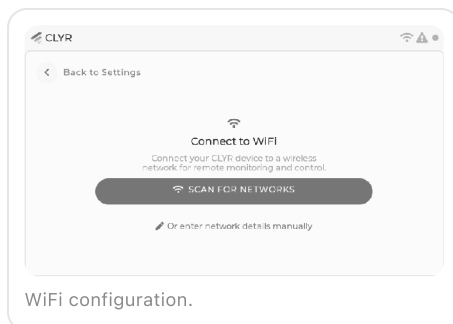 CLYR
Back to Settings
Connect to WiFi
Connect your CLYR device to a wireless
network for remote monitoring and control.
SCAN FOR NETWORKS
Or enter network details manually
WiFi configuration.